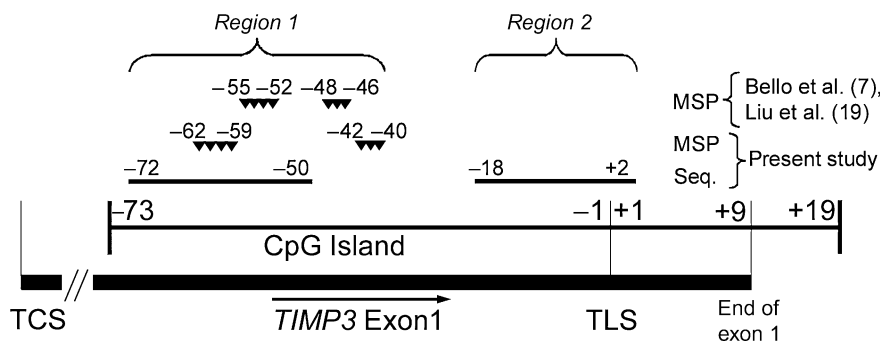 Region 1
Region 2
–55 –52 –48 –46
MSP
Bello et al. (7),
Liu et al. (19)
–62 –59 –42 –40
MSP
Seq.
Present study
–72 –50 –18 +2
–73 –1 +1 +9 +19
CpG Island
TCS
TIMP3 Exon1
TLS
End of
exon 1